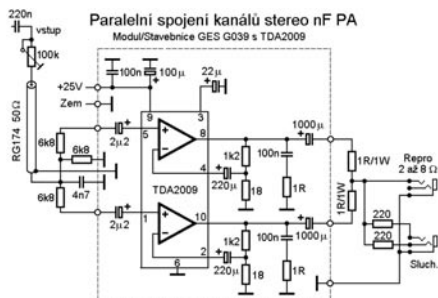 Paralelní spojení kanálů stereo nF PA
Modul/Stavebnice GES G039 s TDA2009
220n
vstup
100k
RG174 50Ω
+25V
Zem
100n
100µ
22µ
6k8
6k8
6k8
4n7
2µ2
2µ2
9
3
5
8
4
TDA2009
1
10
2
6
1k2
220µ
18
100n
1R
1000µ
1k2
220µ
18
100n
1R
1000µ
1R/1W
1R/1W
Repro
2 až 8 Ω
220
220
Sluch.